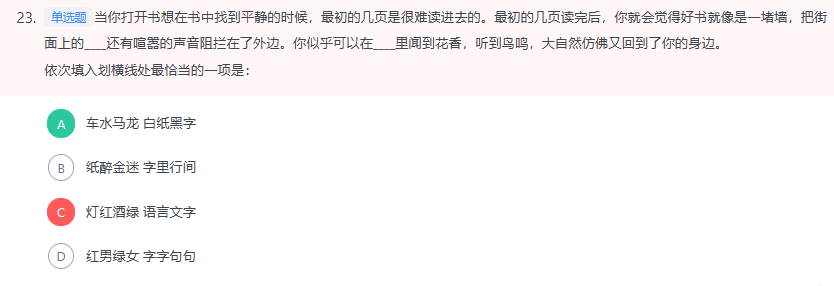 23. 单选题 当你打开书想在书中找到平静的时候，最初的几页是很难读进去的。最初的几页读完后，你就会觉得好书就像是一堵墙，把街
面上的____还有喧嚣的声音阻拦在了外边。你似乎可以在____里闻到花香，听到鸟鸣，大自然仿佛又回到了你的身边。
依次填入划横线处最恰当的一项是：
A 车水马龙 白纸黑字
B 纸醉金迷 字里行间
C 灯红酒绿 语言文字
D 红男绿女 字字句句